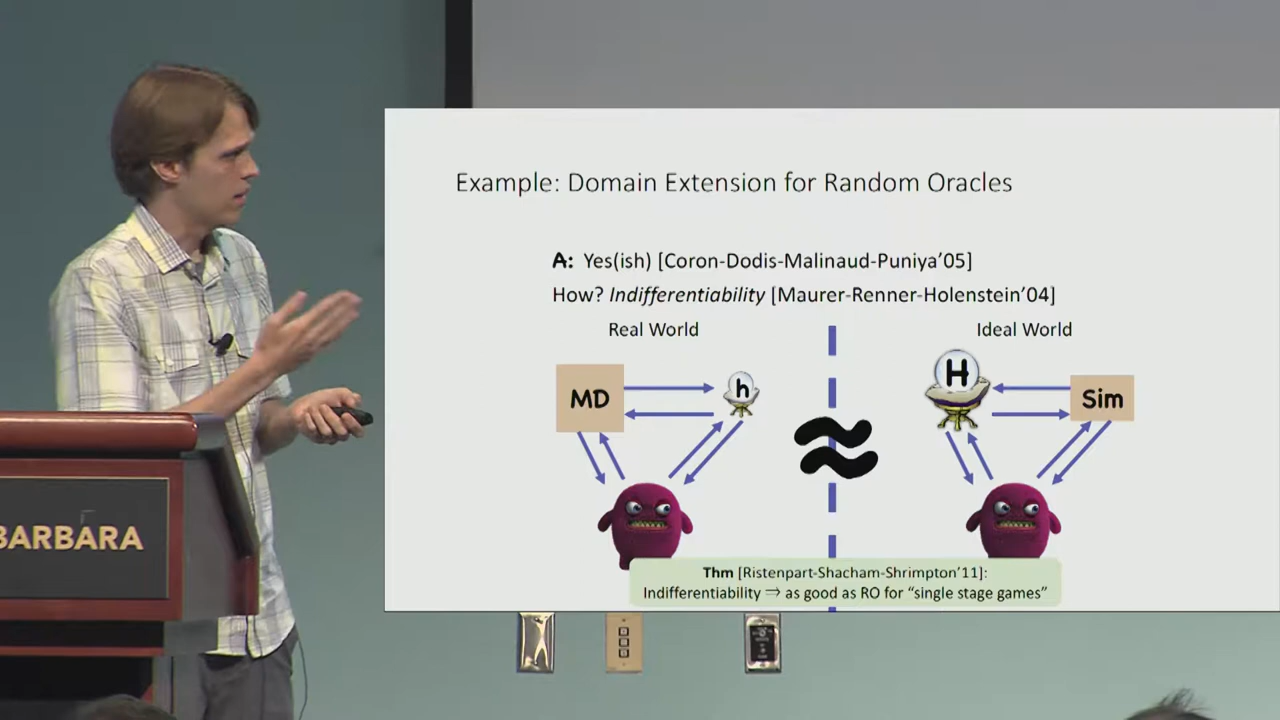 Example: Domain Extension for Random Oracles
A: Yes(ish) [Coron-Dodis-Malinaud-Puniya'05]
How? Indifferentiability [Maurer-Renner-Holenstein'04]
Real World
Ideal World
MD
h
H
Sim
≈
Thm [Ristenpart-Shacham-Shrimpton'11]:
Indifferentiability ⇒ as good as RO for “single stage games”
BARBARA